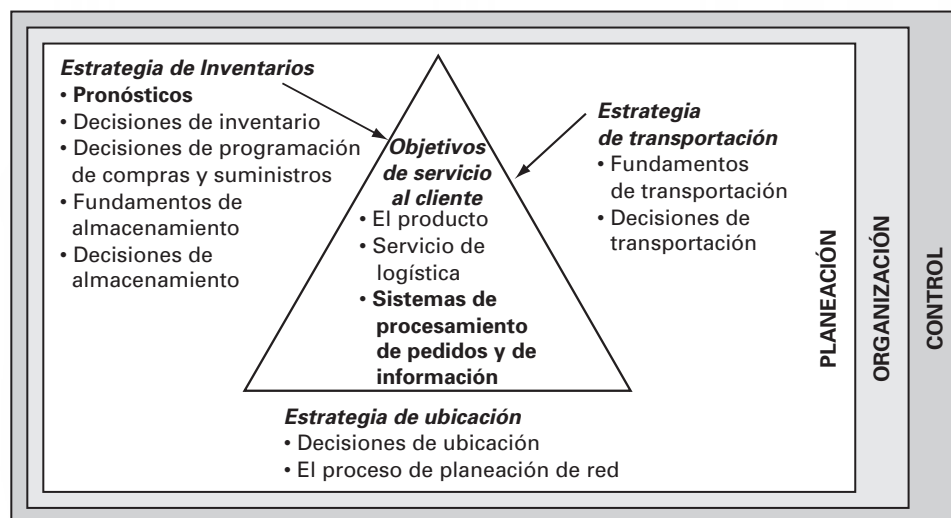 Estrategia de Inventarios
• Pronósticos
• Decisiones de inventario
• Decisiones de programación
de compras y suministros
• Fundamentos de
almacenamiento
• Decisiones de
almacenamiento
Objetivos
de servicio
al cliente
• El producto
• Servicio de
logística
• Sistemas de
procesamiento
de pedidos y de
información
Estrategia
de transportación
• Fundamentos
de transportación
• Decisiones de
transportación
Estrategia de ubicación
• Decisiones de ubicación
• El proceso de planeación de red
PLANEACIÓN
ORGANIZACIÓN
CONTROL